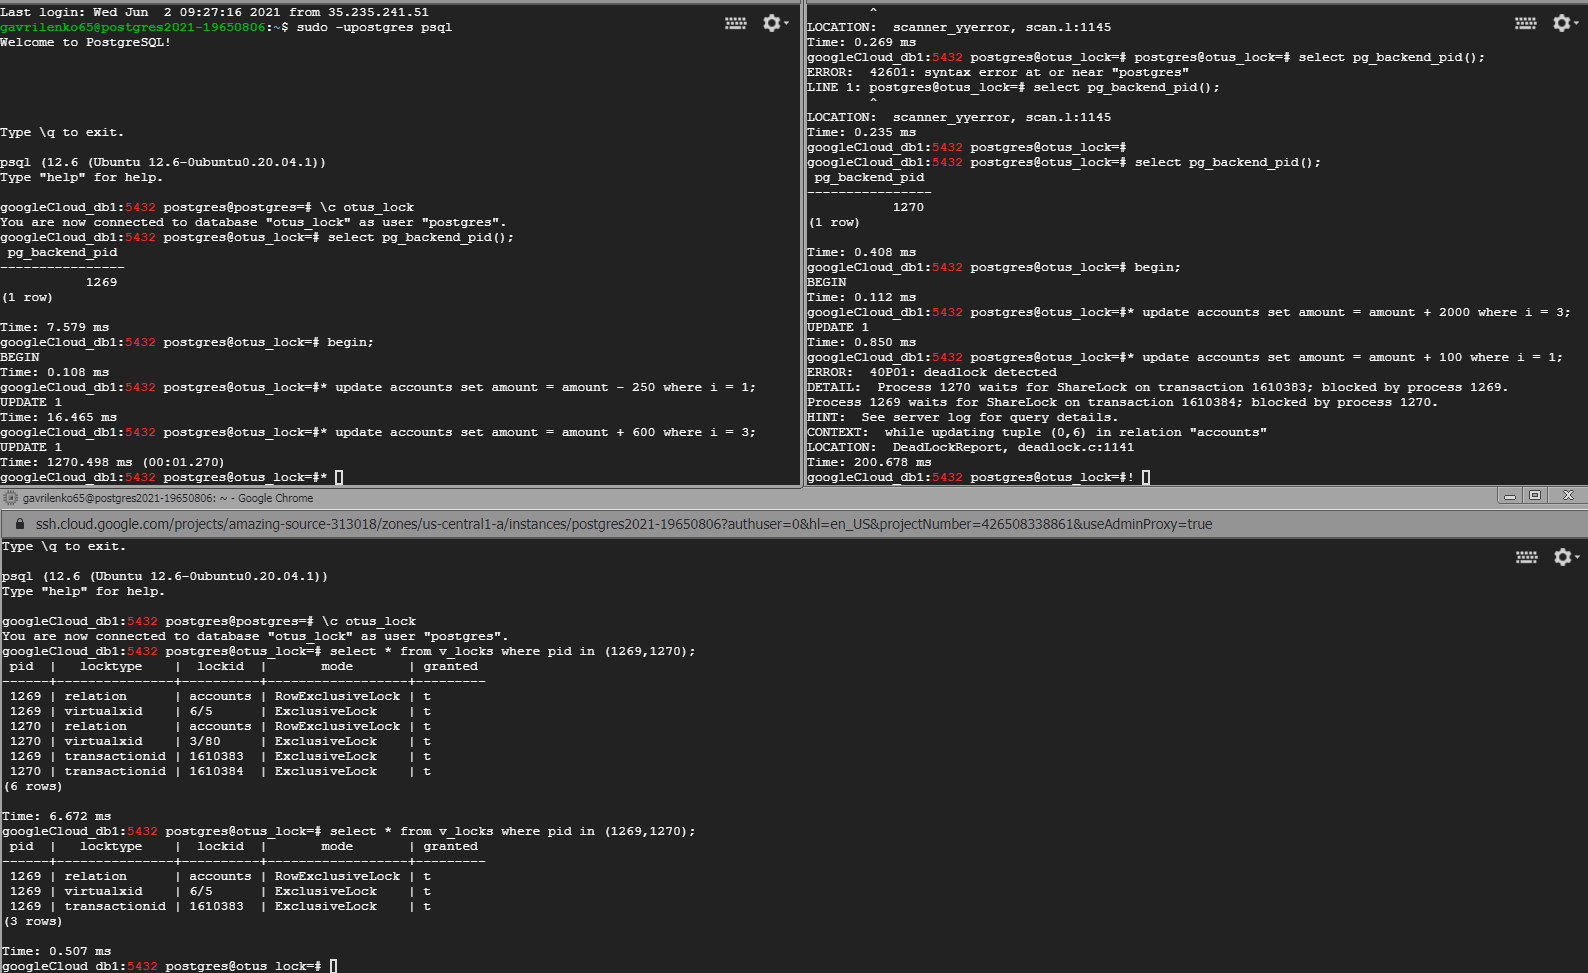 Last login: Wed Jun  2 09:27:16 2021 from 35.235.241.51
gavrilenko65@postgres2021-19650806:~$ sudo -upostgres psql
Welcome to PostgreSQL!
Type \q to exit.
psql (12.6 (Ubuntu 12.6-0ubuntu0.20.04.1))
Type "help" for help.
googleCloud_db1:5432 postgres@postgres=# \c otus_lock
You are now connected to database "otus_lock" as user "postgres".
googleCloud_db1:5432 postgres@otus_lock=# select pg_backend_pid();
 pg_backend_pid
----------------
           1269
(1 row)
Time: 7.579 ms
googleCloud_db1:5432 postgres@otus_lock=# begin;
BEGIN
Time: 0.108 ms
googleCloud_db1:5432 postgres@otus_lock=#* update accounts set amount = amount - 250 where i = 1;
UPDATE 1
Time: 16.465 ms
googleCloud_db1:5432 postgres@otus_lock=#* update accounts set amount = amount + 600 where i = 3;
UPDATE 1
Time: 1270.498 ms (00:01.270)
googleCloud_db1:5432 postgres@otus_lock=#*
        ^
LOCATION:  scanner_yyerror, scan.l:1145
Time: 0.269 ms
googleCloud_db1:5432 postgres@otus_lock=# postgres@otus_lock=# select pg_backend_pid();
ERROR:  42601: syntax error at or near "postgres"
LINE 1: postgres@otus_lock=# select pg_backend_pid();
        ^
LOCATION:  scanner_yyerror, scan.l:1145
Time: 0.235 ms
googleCloud_db1:5432 postgres@otus_lock=#
googleCloud_db1:5432 postgres@otus_lock=# select pg_backend_pid();
 pg_backend_pid
----------------
           1270
(1 row)
Time: 0.408 ms
googleCloud_db1:5432 postgres@otus_lock=# begin;
BEGIN
Time: 0.112 ms
googleCloud_db1:5432 postgres@otus_lock=#* update accounts set amount = amount + 2000 where i = 3;
UPDATE 1
Time: 0.850 ms
googleCloud_db1:5432 postgres@otus_lock=#* update accounts set amount = amount + 100 where i = 1;
ERROR:  40P01: deadlock detected
DETAIL:  Process 1270 waits for ShareLock on transaction 1610383; blocked by process 1269.
Process 1269 waits for ShareLock on transaction 1610384; blocked by process 1270.
HINT:  See server log for query details.
CONTEXT:  while updating tuple (0,6) in relation "accounts"
LOCATION:  DeadLockReport, deadlock.c:1141
Time: 200.678 ms
googleCloud_db1:5432 postgres@otus_lock=#!
gavrilenko65@postgres2021-19650806: ~ - Google Chrome
ssh.cloud.google.com/projects/amazing-source-313018/zones/us-central1-a/instances/postgres2021-19650806?authuser=0&hl=en_US&projectNumber=426508338861&useAdminProxy=true
Type \q to exit.
psql (12.6 (Ubuntu 12.6-0ubuntu0.20.04.1))
Type "help" for help.
googleCloud_db1:5432 postgres@postgres=# \c otus_lock
You are now connected to database "otus_lock" as user "postgres".
googleCloud_db1:5432 postgres@otus_lock=# select * from v_locks where pid in (1269,1270);
 pid  |   locktype    |  lockid  |       mode       | granted
------+---------------+----------+------------------+---------
 1269 | relation      | accounts | RowExclusiveLock | t
 1269 | virtualxid    | 6/5      | ExclusiveLock    | t
 1270 | relation      | accounts | RowExclusiveLock | t
 1270 | virtualxid    | 3/80     | ExclusiveLock    | t
 1269 | transactionid | 1610383  | ExclusiveLock    | t
 1270 | transactionid | 1610384  | ExclusiveLock    | t
(6 rows)
Time: 6.672 ms
googleCloud_db1:5432 postgres@otus_lock=# select * from v_locks where pid in (1269,1270);
 pid  |   locktype    |  lockid  |       mode       | granted
------+---------------+----------+------------------+---------
 1269 | relation      | accounts | RowExclusiveLock | t
 1269 | virtualxid    | 6/5      | ExclusiveLock    | t
 1269 | transactionid | 1610383  | ExclusiveLock    | t
(3 rows)
Time: 0.507 ms
googleCloud_db1:5432 postgres@otus_lock=#